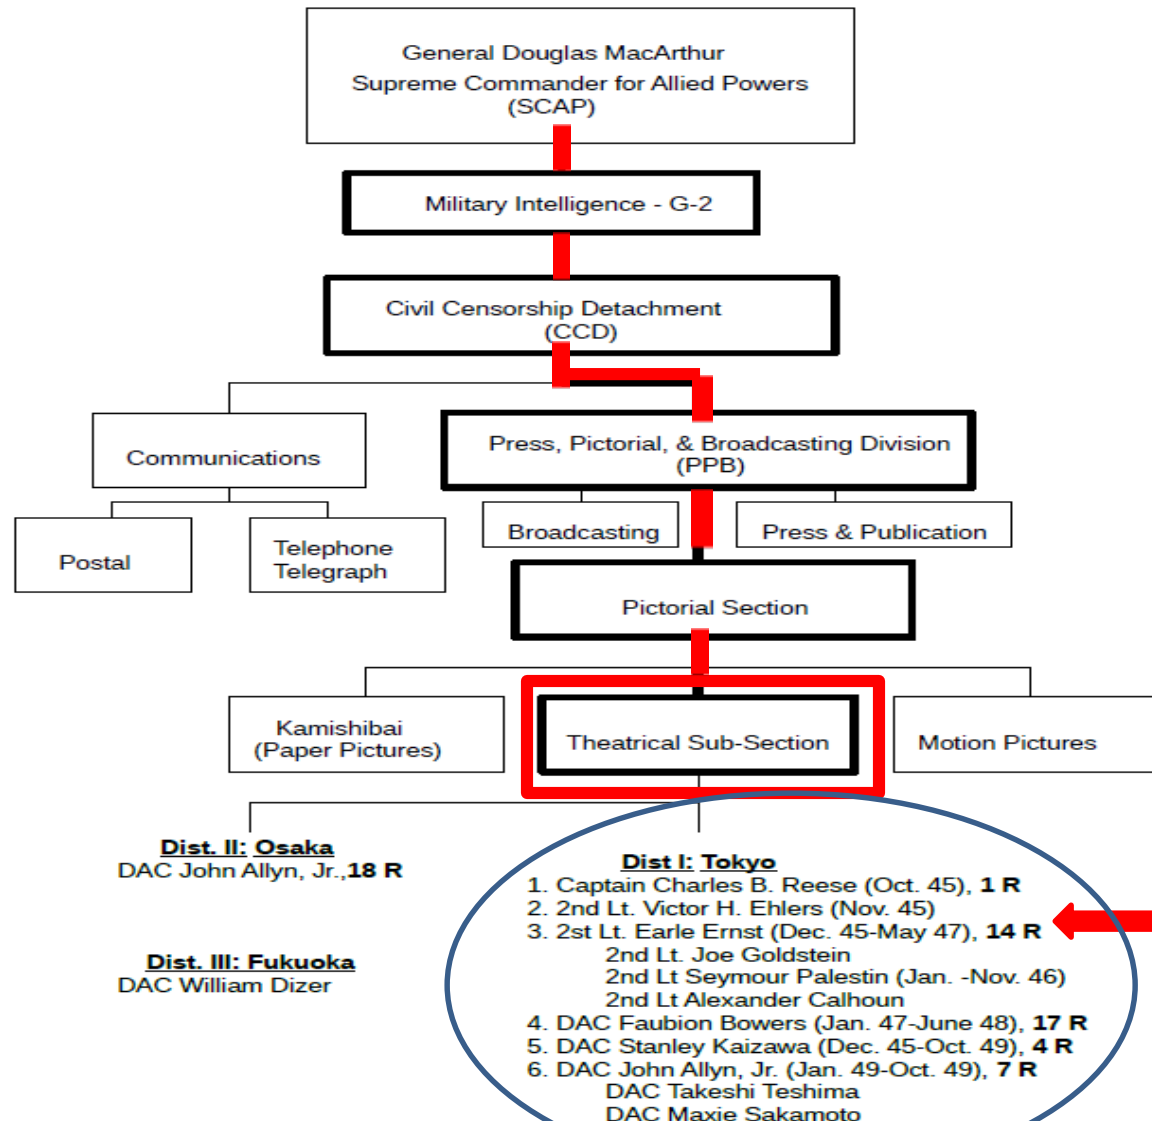 General Douglas MacArthur
Supreme Commander for Allied Powers
(SCAP)
Military Intelligence - G-2
Civil Censorship Detachment
(CCD)
Communications
Press, Pictorial, & Broadcasting Division
(PPB)
Postal
Telephone
Telegraph
Broadcasting
Press & Publication
Pictorial Section
Kamishibai
(Paper Pictures)
Theatrical Sub-Section
Motion Pictures
Dist. II: Osaka
DAC John Allyn, Jr.,18 R
Dist. III: Fukuoka
DAC William Dizer
Dist I: Tokyo
1. Captain Charles B. Reese (Oct. 45), 1 R
2. 2nd Lt. Victor H. Ehlers (Nov. 45)
3. 2st Lt. Earle Ernst (Dec. 45-May 47), 14 R
2nd Lt. Joe Goldstein
2nd Lt Seymour Palestin (Jan. -Nov. 46)
2nd Lt Alexander Calhoun
4. DAC Faubion Bowers (Jan. 47-June 48), 17 R
5. DAC Stanley Kaizawa (Dec. 45-Oct. 49), 4 R
6. DAC John Allyn, Jr. (Jan. 49-Oct. 49), 7 R
DAC Takeshi Teshima
DAC Maxie Sakamoto